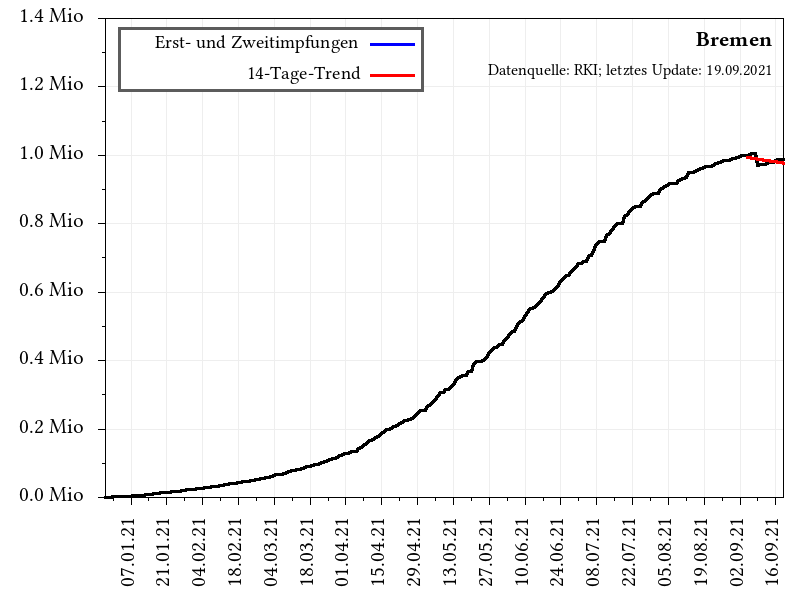 1.4 Mio
Erst- und Zweitimpfungen
Bremen
14-Tage-Trend
Datenquelle: RKI; letztes Update: 19.09.2021
1.2 Mio
1.0 Mio
0.8 Mio
0.6 Mio
0.4 Mio
0.2 Mio
0.0 Mio
07.01.21
21.01.21
04.02.21
18.02.21
04.03.21
18.03.21
01.04.21
15.04.21
29.04.21
13.05.21
27.05.21
10.06.21
24.06.21
08.07.21
22.07.21
05.08.21
19.08.21
02.09.21
16.09.21